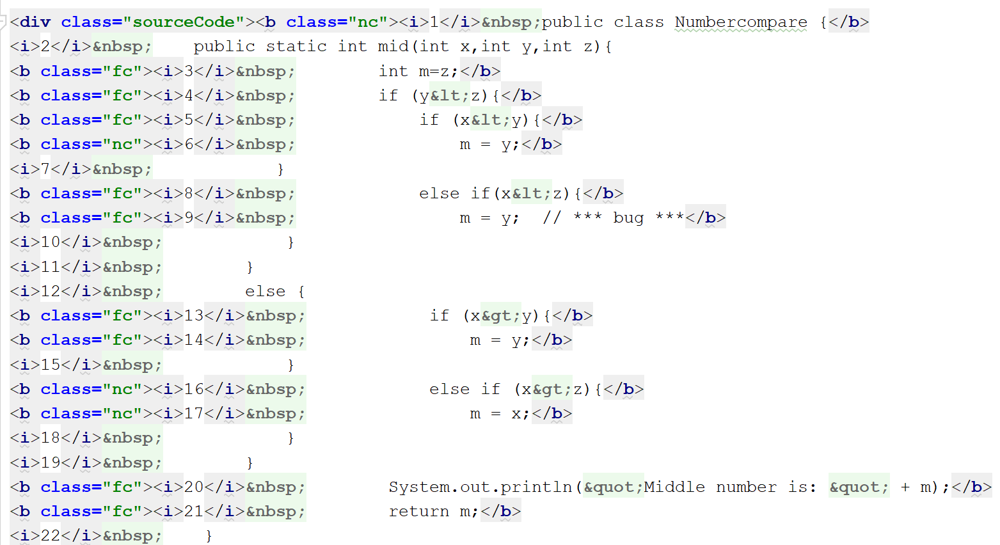 <div class="sourceCode"><b class="nc"><i>1</i>&nbsp;public class Numbercompare {</b>
<i>2</i>&nbsp;    public static int mid(int x,int y,int z){
<b class="fc"><i>3</i>&nbsp;        int m=z;</b>
<b class="fc"><i>4</i>&nbsp;        if (y&lt;z){</b>
<b class="fc"><i>5</i>&nbsp;            if (x&lt;y){</b>
<b class="nc"><i>6</i>&nbsp;                m = y;</b>
<i>7</i>&nbsp;            }
<b class="fc"><i>8</i>&nbsp;            else if(x&lt;z){</b>
<b class="fc"><i>9</i>&nbsp;                m = y;  // *** bug ***</b>
<i>10</i>&nbsp;            }
<i>11</i>&nbsp;        }
<i>12</i>&nbsp;        else {
<b class="fc"><i>13</i>&nbsp;            if (x&gt;y){</b>
<b class="fc"><i>14</i>&nbsp;                m = y;</b>
<i>15</i>&nbsp;            }
<b class="nc"><i>16</i>&nbsp;            else if (x&gt;z){</b>
<b class="nc"><i>17</i>&nbsp;                m = x;</b>
<i>18</i>&nbsp;            }
<i>19</i>&nbsp;        }
<b class="fc"><i>20</i>&nbsp;        System.out.println(&quot;Middle number is: &quot; + m);</b>
<b class="fc"><i>21</i>&nbsp;        return m;</b>
<i>22</i>&nbsp;    }